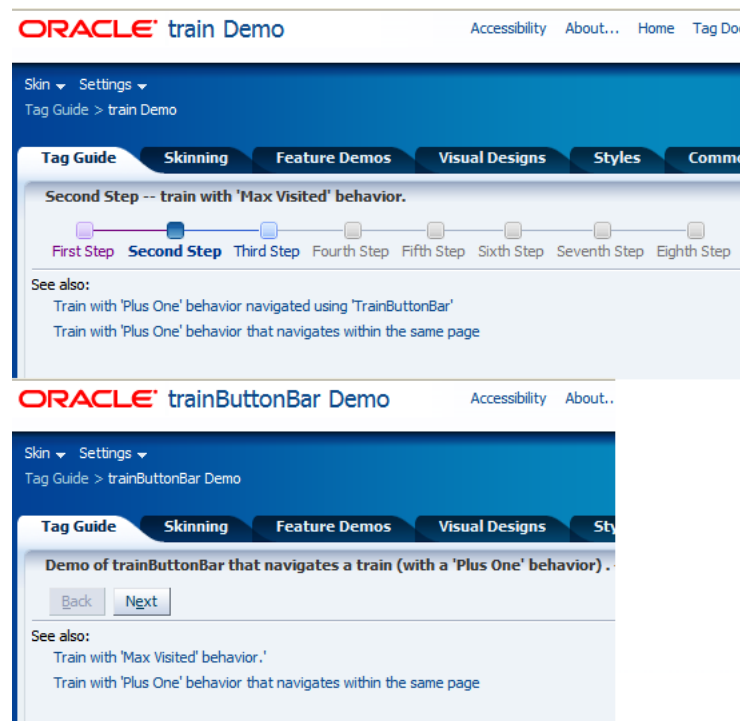 ORACLE train Demo Accessibility About... Home Tag Doc
Skin Settings
Tag Guide > train Demo
Tag Guide Skinning Feature Demos Visual Designs Styles Commo
Second Step -- train with 'Max Visited' behavior.
First Step Second Step Third Step Fourth Step Fifth Step Sixth Step Seventh Step Eighth Step
See also:
Train with 'Plus One' behavior navigated using 'TrainButtonBar'
Train with 'Plus One' behavior that navigates within the same page
ORACLE trainButtonBar Demo Accessibility About..
Skin Settings
Tag Guide > trainButtonBar Demo
Tag Guide Skinning Feature Demos Visual Designs Sty
Demo of trainButtonBar that navigates a train (with a 'Plus One' behavior) .
Back Next
See also:
Train with 'Max Visited' behavior.'
Train with 'Plus One' behavior that navigates within the same page